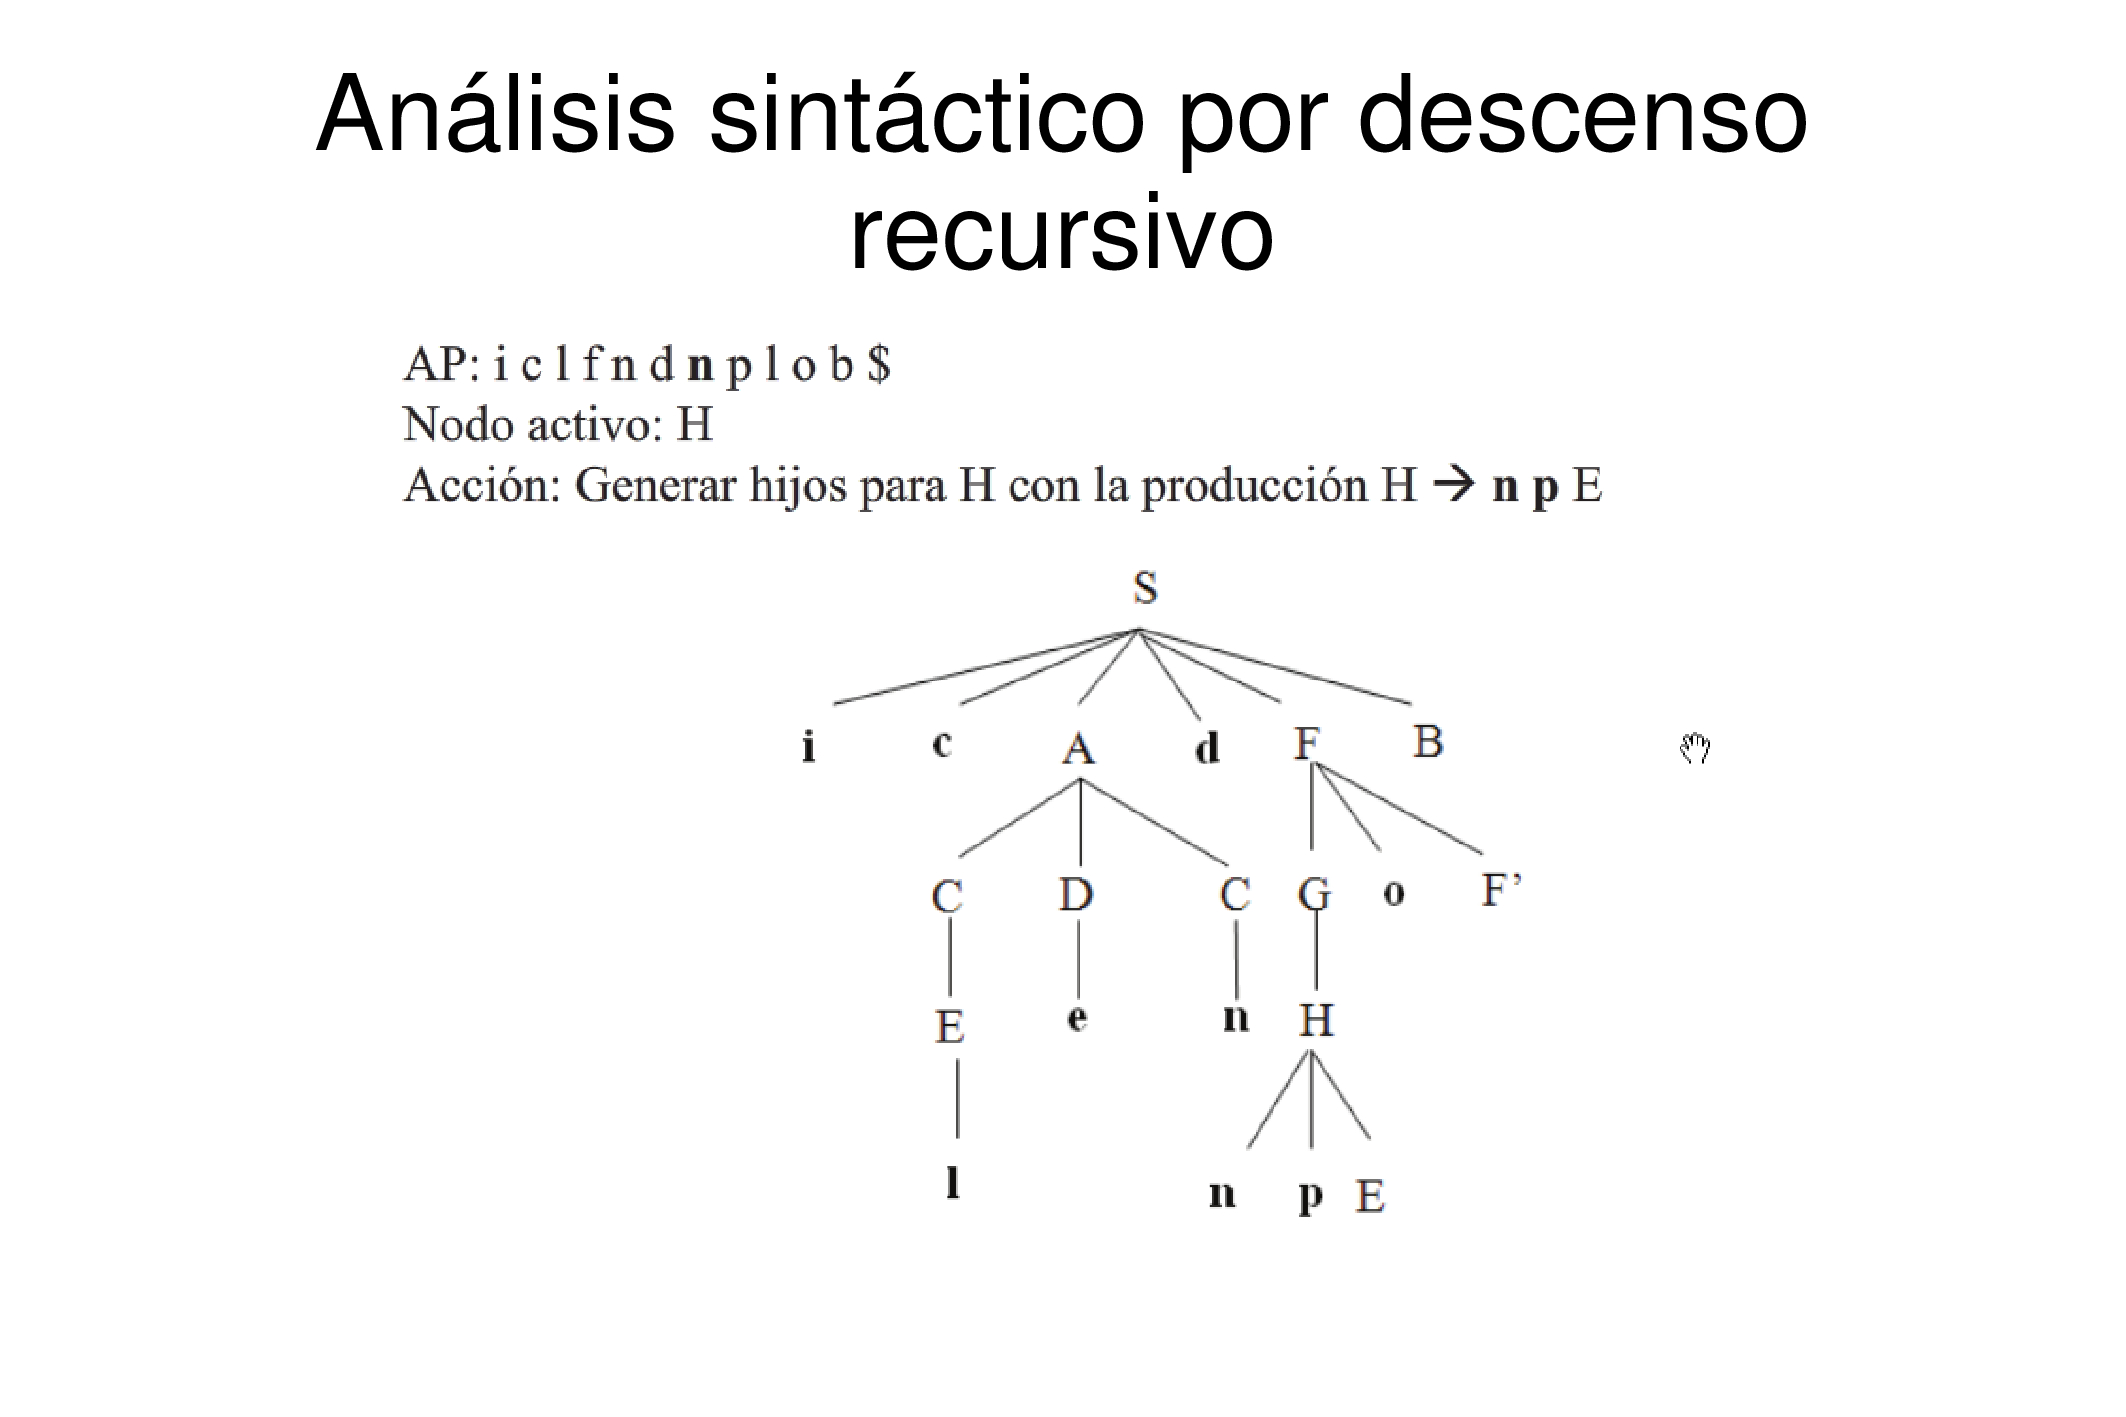 Análisis sintáctico por descenso
recursivo
AP: i c l f n d n p l o b $
Nodo activo: H
Acción: Generar hijos para H con la producción H → n p E
S
i c A d F B
C D C G o F’
E e n H
l n p E